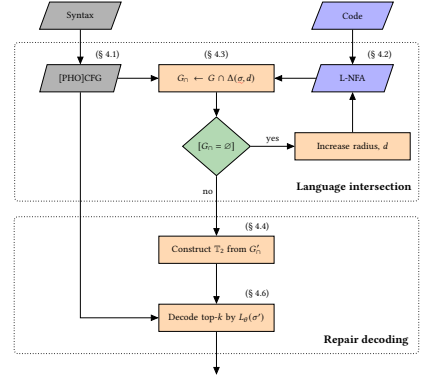 Syntax
Code
(§ 4.1)
(§ 4.3)
(§ 4.2)
[PHO]CFG
G∩ ← G ∩ Δ(σ, d)
L-NFA
[G∩ = ∅]
yes
Increase radius, d
no
Language intersection
(§ 4.4)
Construct 𝕋₂ from G′∩
(§ 4.6)
Decode top-k by Lθ(σ′)
Repair decoding